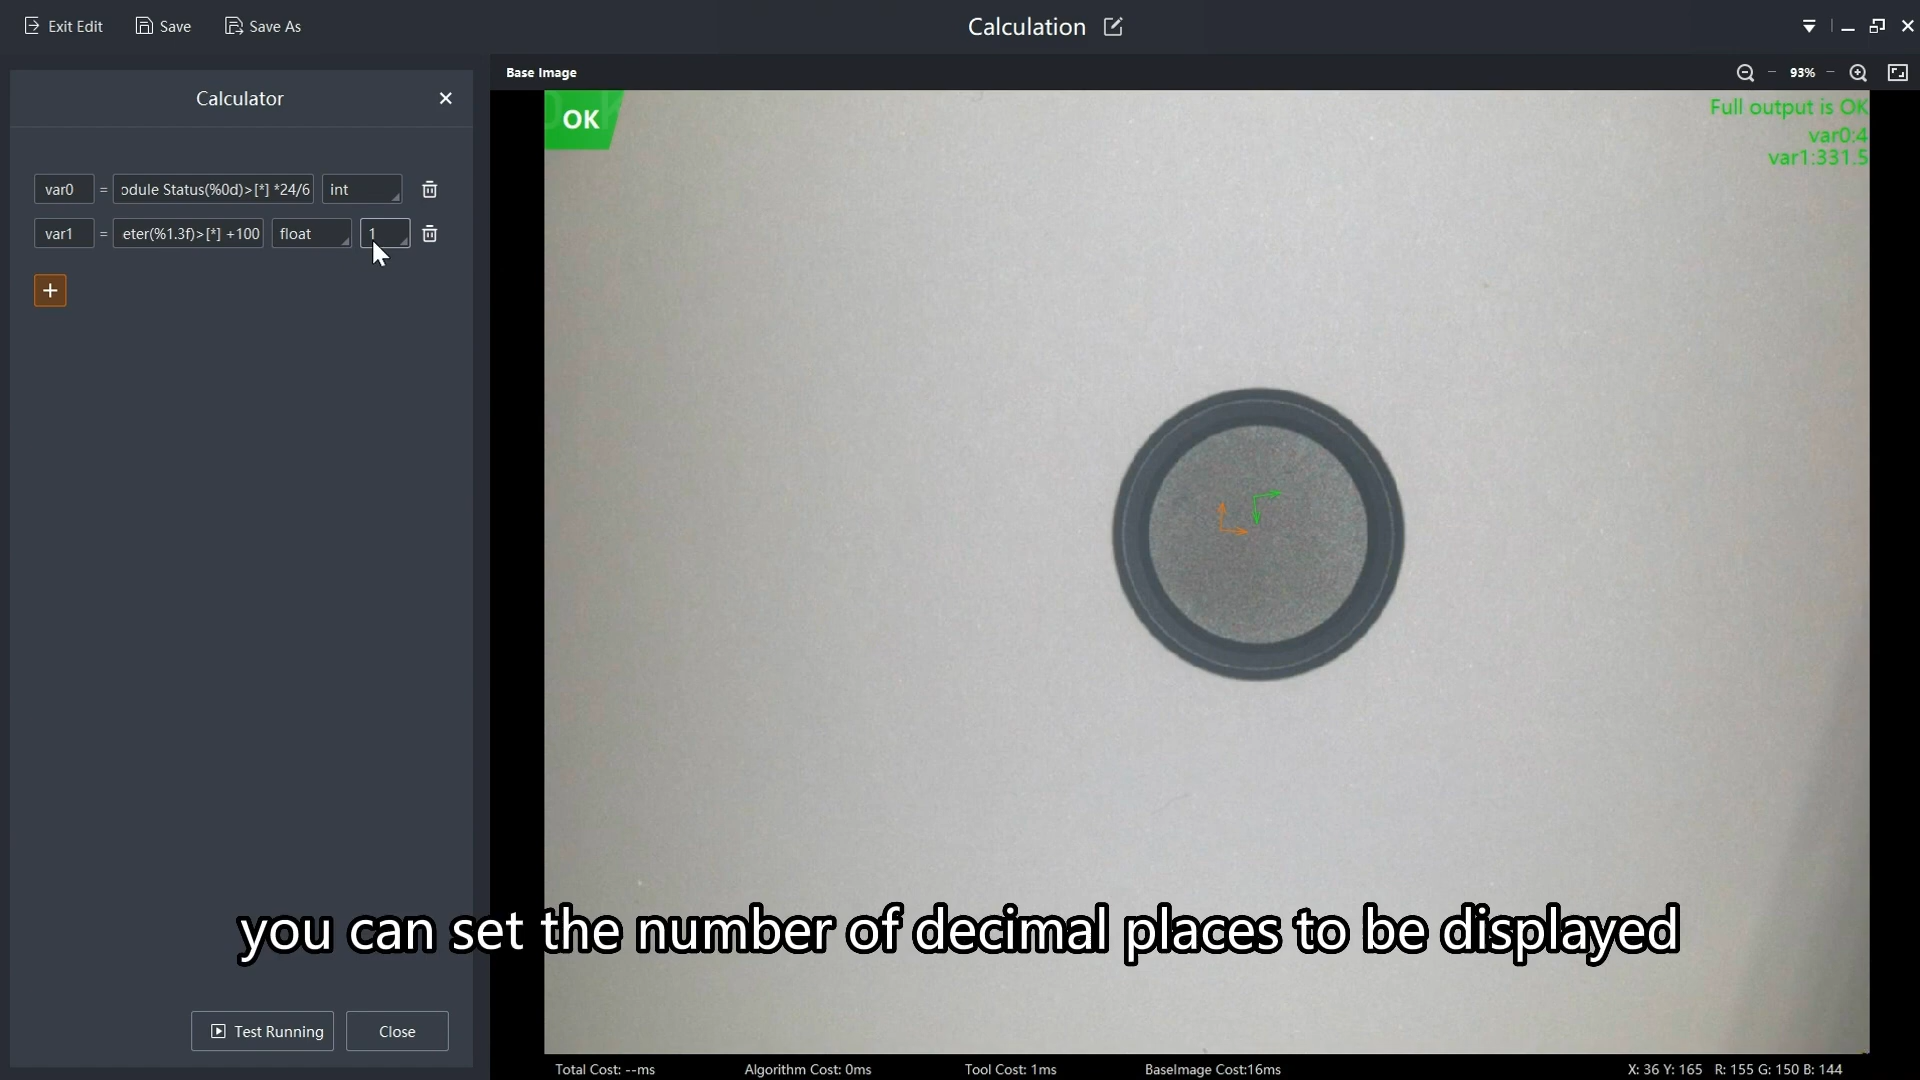 Exit Edit
Save
Save As
Calculation
Calculator
Base Image
93%
OK
Full output is OK
var0:4
var1:331.5
var0 = odule Status(%0d)>[*] *24/6 int
var1 = eter(%1.3f)>[*] +100 float 1
+
you can set the number of decimal places to be displayed
Test Running
Close
Total Cost: --ms
Algorithm Cost: 0ms
Tool Cost: 1ms
BaseImage Cost:16ms
X: 36 Y: 165 R: 155 G: 150 B: 144